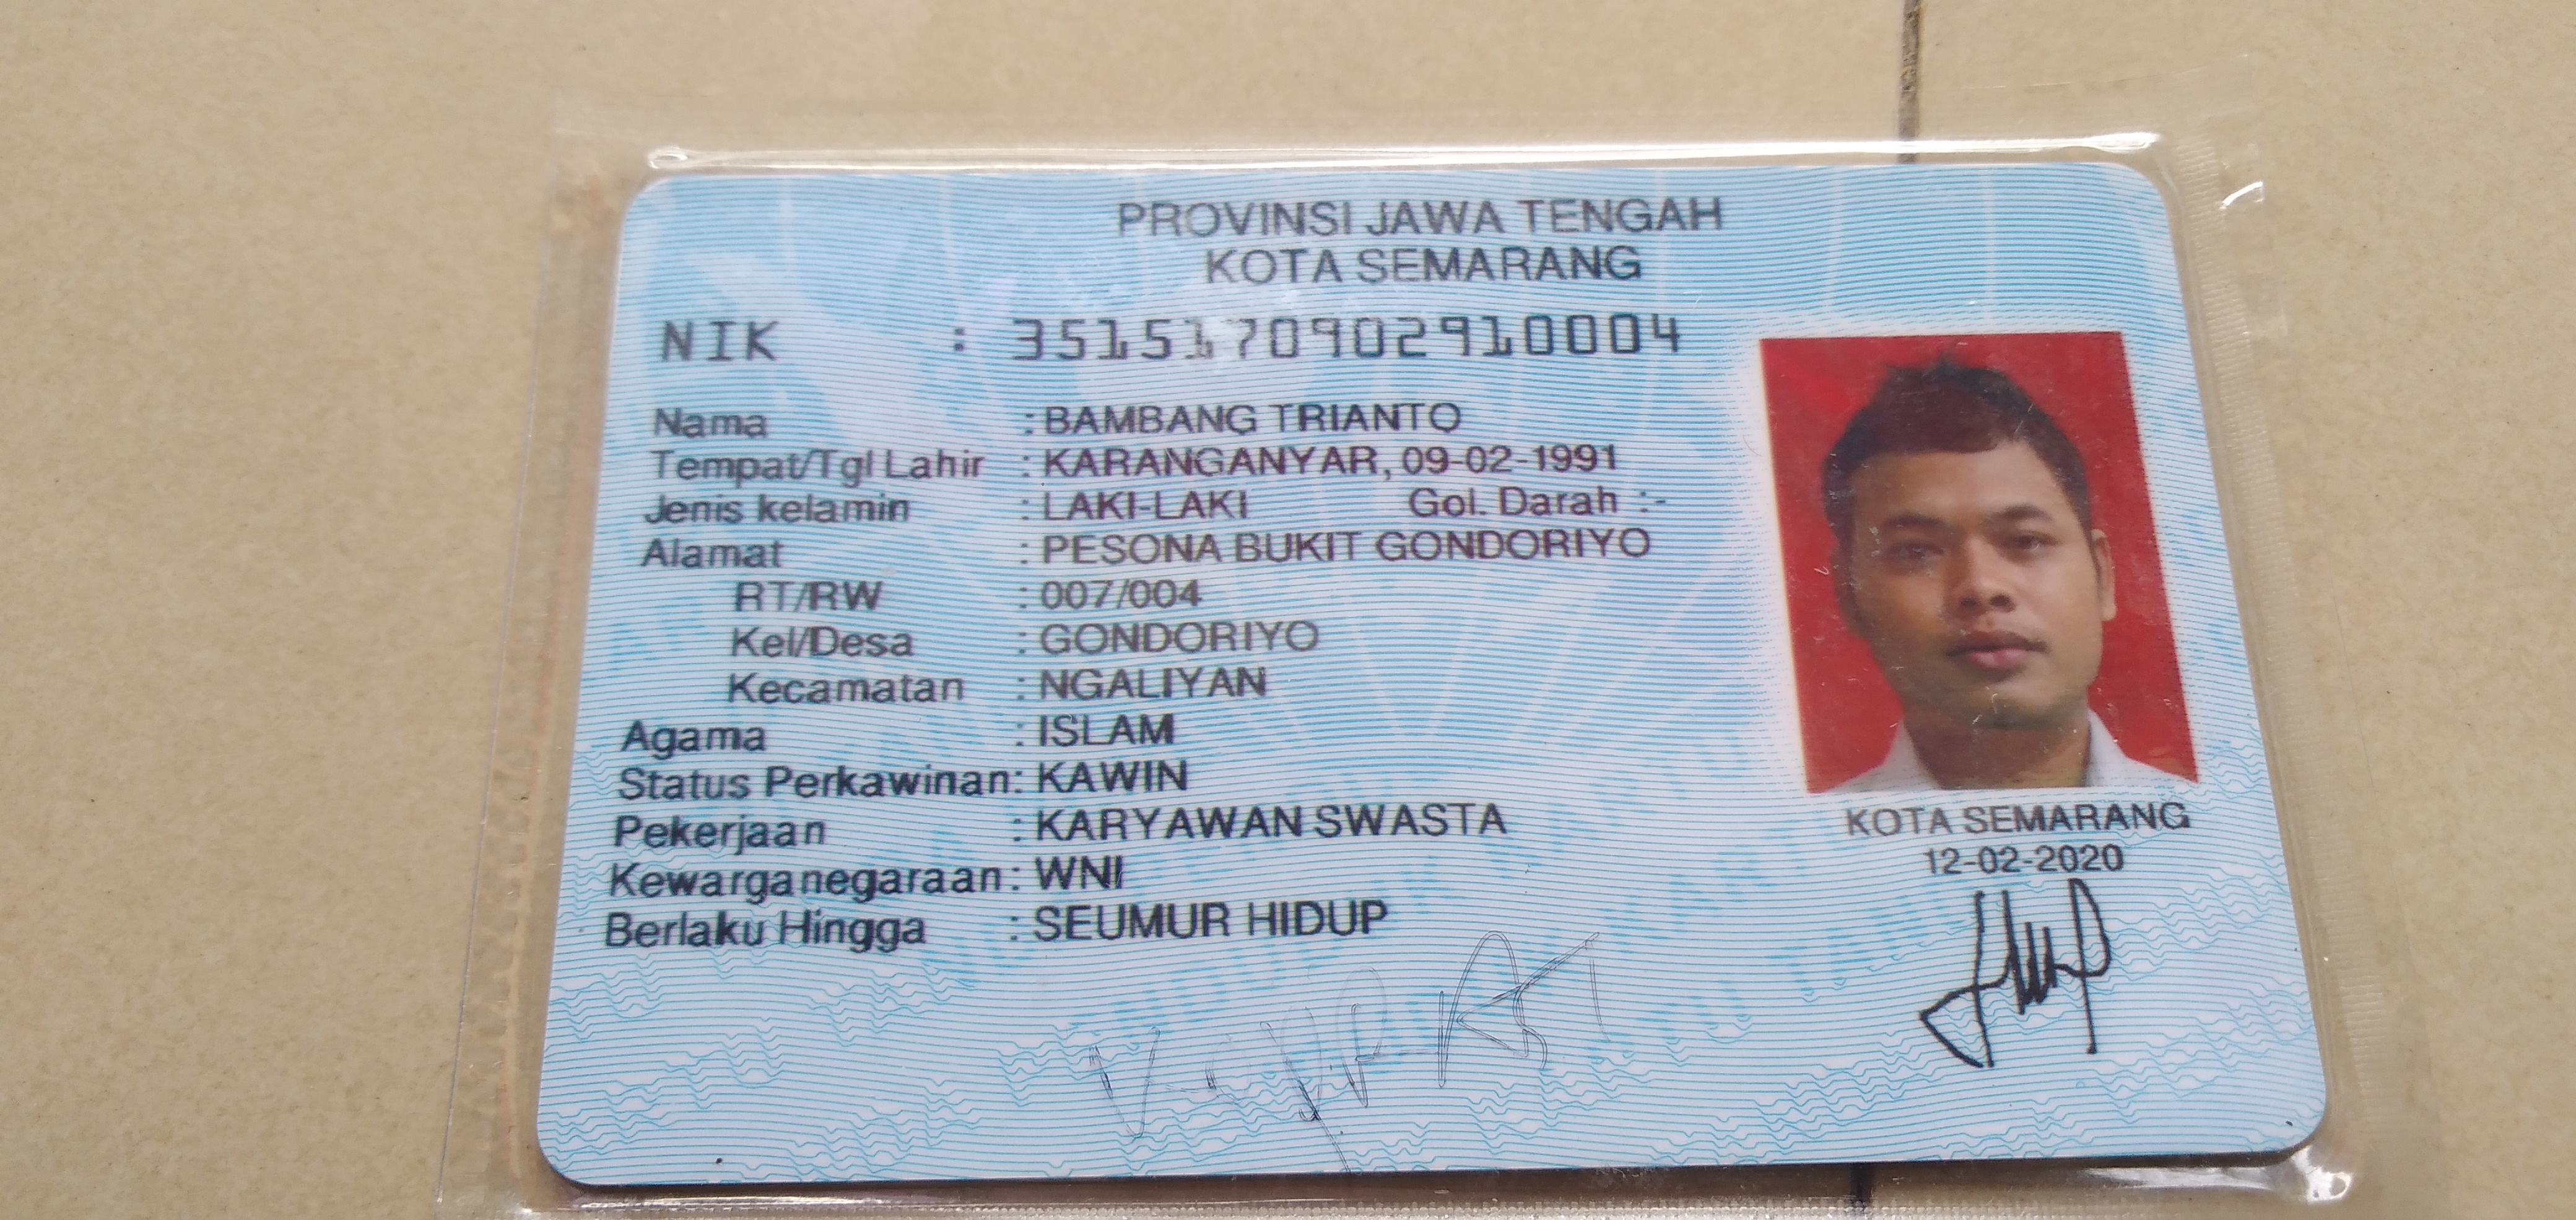 PROVINSI JAWA TENGAH
KOTA SEMARANG
NIK : 3515170902910004
Nama : BAMBANG TRIANTO
Tempat/Tgl Lahir : KARANGANYAR, 09-02-1991
Jenis kelamin : LAKI-LAKI Gol. Darah :-
Alamat : PESONA BUKIT GONDORIYO
RT/RW : 007/004
Kel/Desa : GONDORIYO
Kecamatan : NGALIYAN
Agama : ISLAM
Status Perkawinan: KAWIN
Pekerjaan : KARYAWAN SWASTA
Kewarganegaraan: WNI
Berlaku Hingga : SEUMUR HIDUP
KOTA SEMARANG
12-02-2020